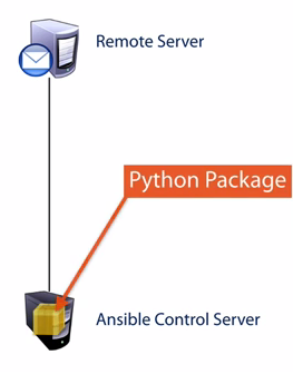 Remote Server
Python Package
Ansible Control Server